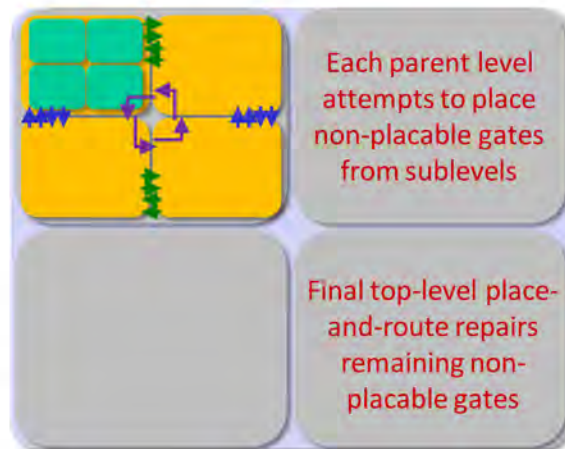 Each parent level
attempts to place
non-placable gates
from sublevels
Final top-level place-
and-route repairs
remaining non-
placable gates